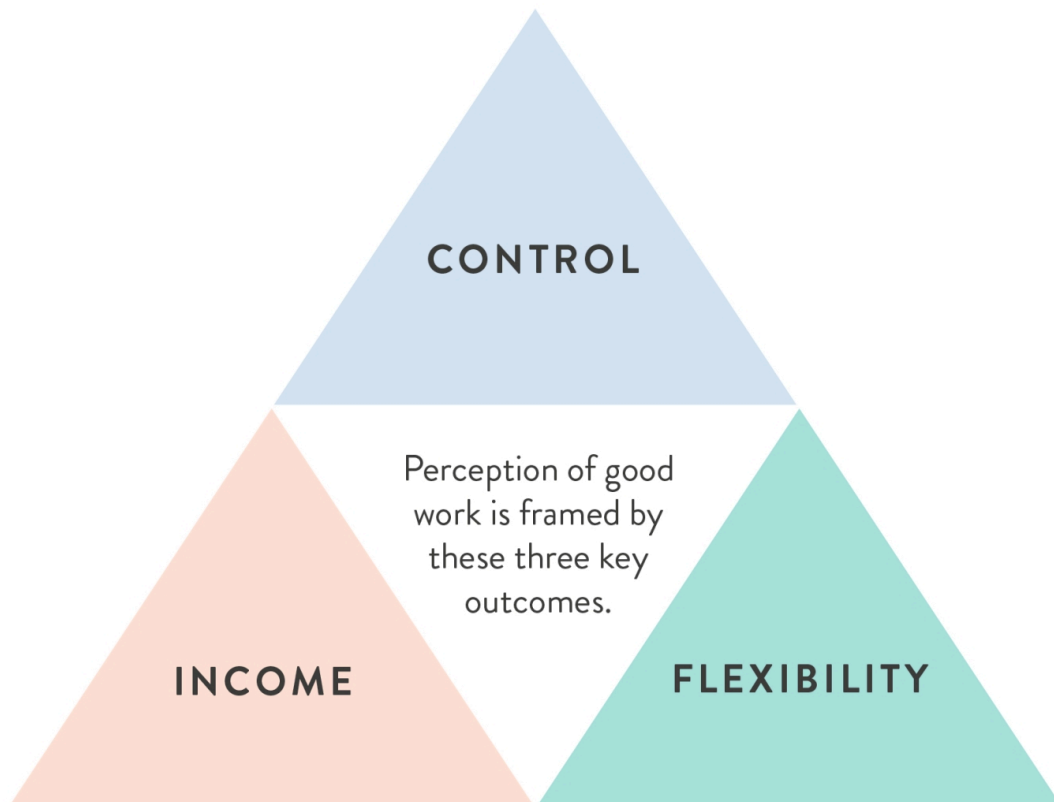 CONTROL
Perception of good
work is framed by
these three key
outcomes.
INCOME
FLEXIBILITY